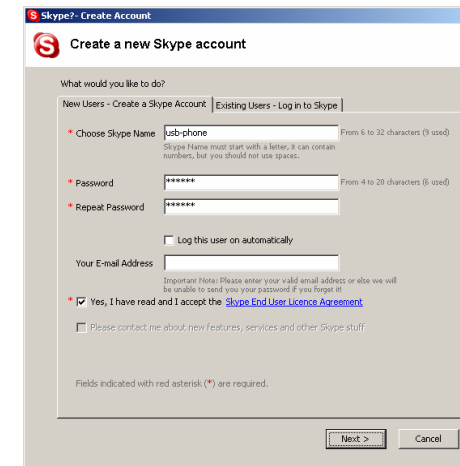 Skype?- Create Account
Create a new Skype account
What would you like to do?
New Users - Create a Skype Account Existing Users - Log in to Skype
* Choose Skype Name usb-phone From 6 to 32 characters (9 used)
Skype Name must start with a letter, it can contain
numbers, but you should not use spaces.
* Password ****** From 4 to 20 characters (6 used)
* Repeat Password ******
Log this user on automatically
Your E-mail Address
Important Note: Please enter your valid email address or else we will
be unable to send you your password if you forget it!
* Yes, I have read and I accept the Skype End User Licence Agreement
Please contact me about new features, services and other Skype stuff
Fields indicated with red asterisk (*) are required.
Next > Cancel